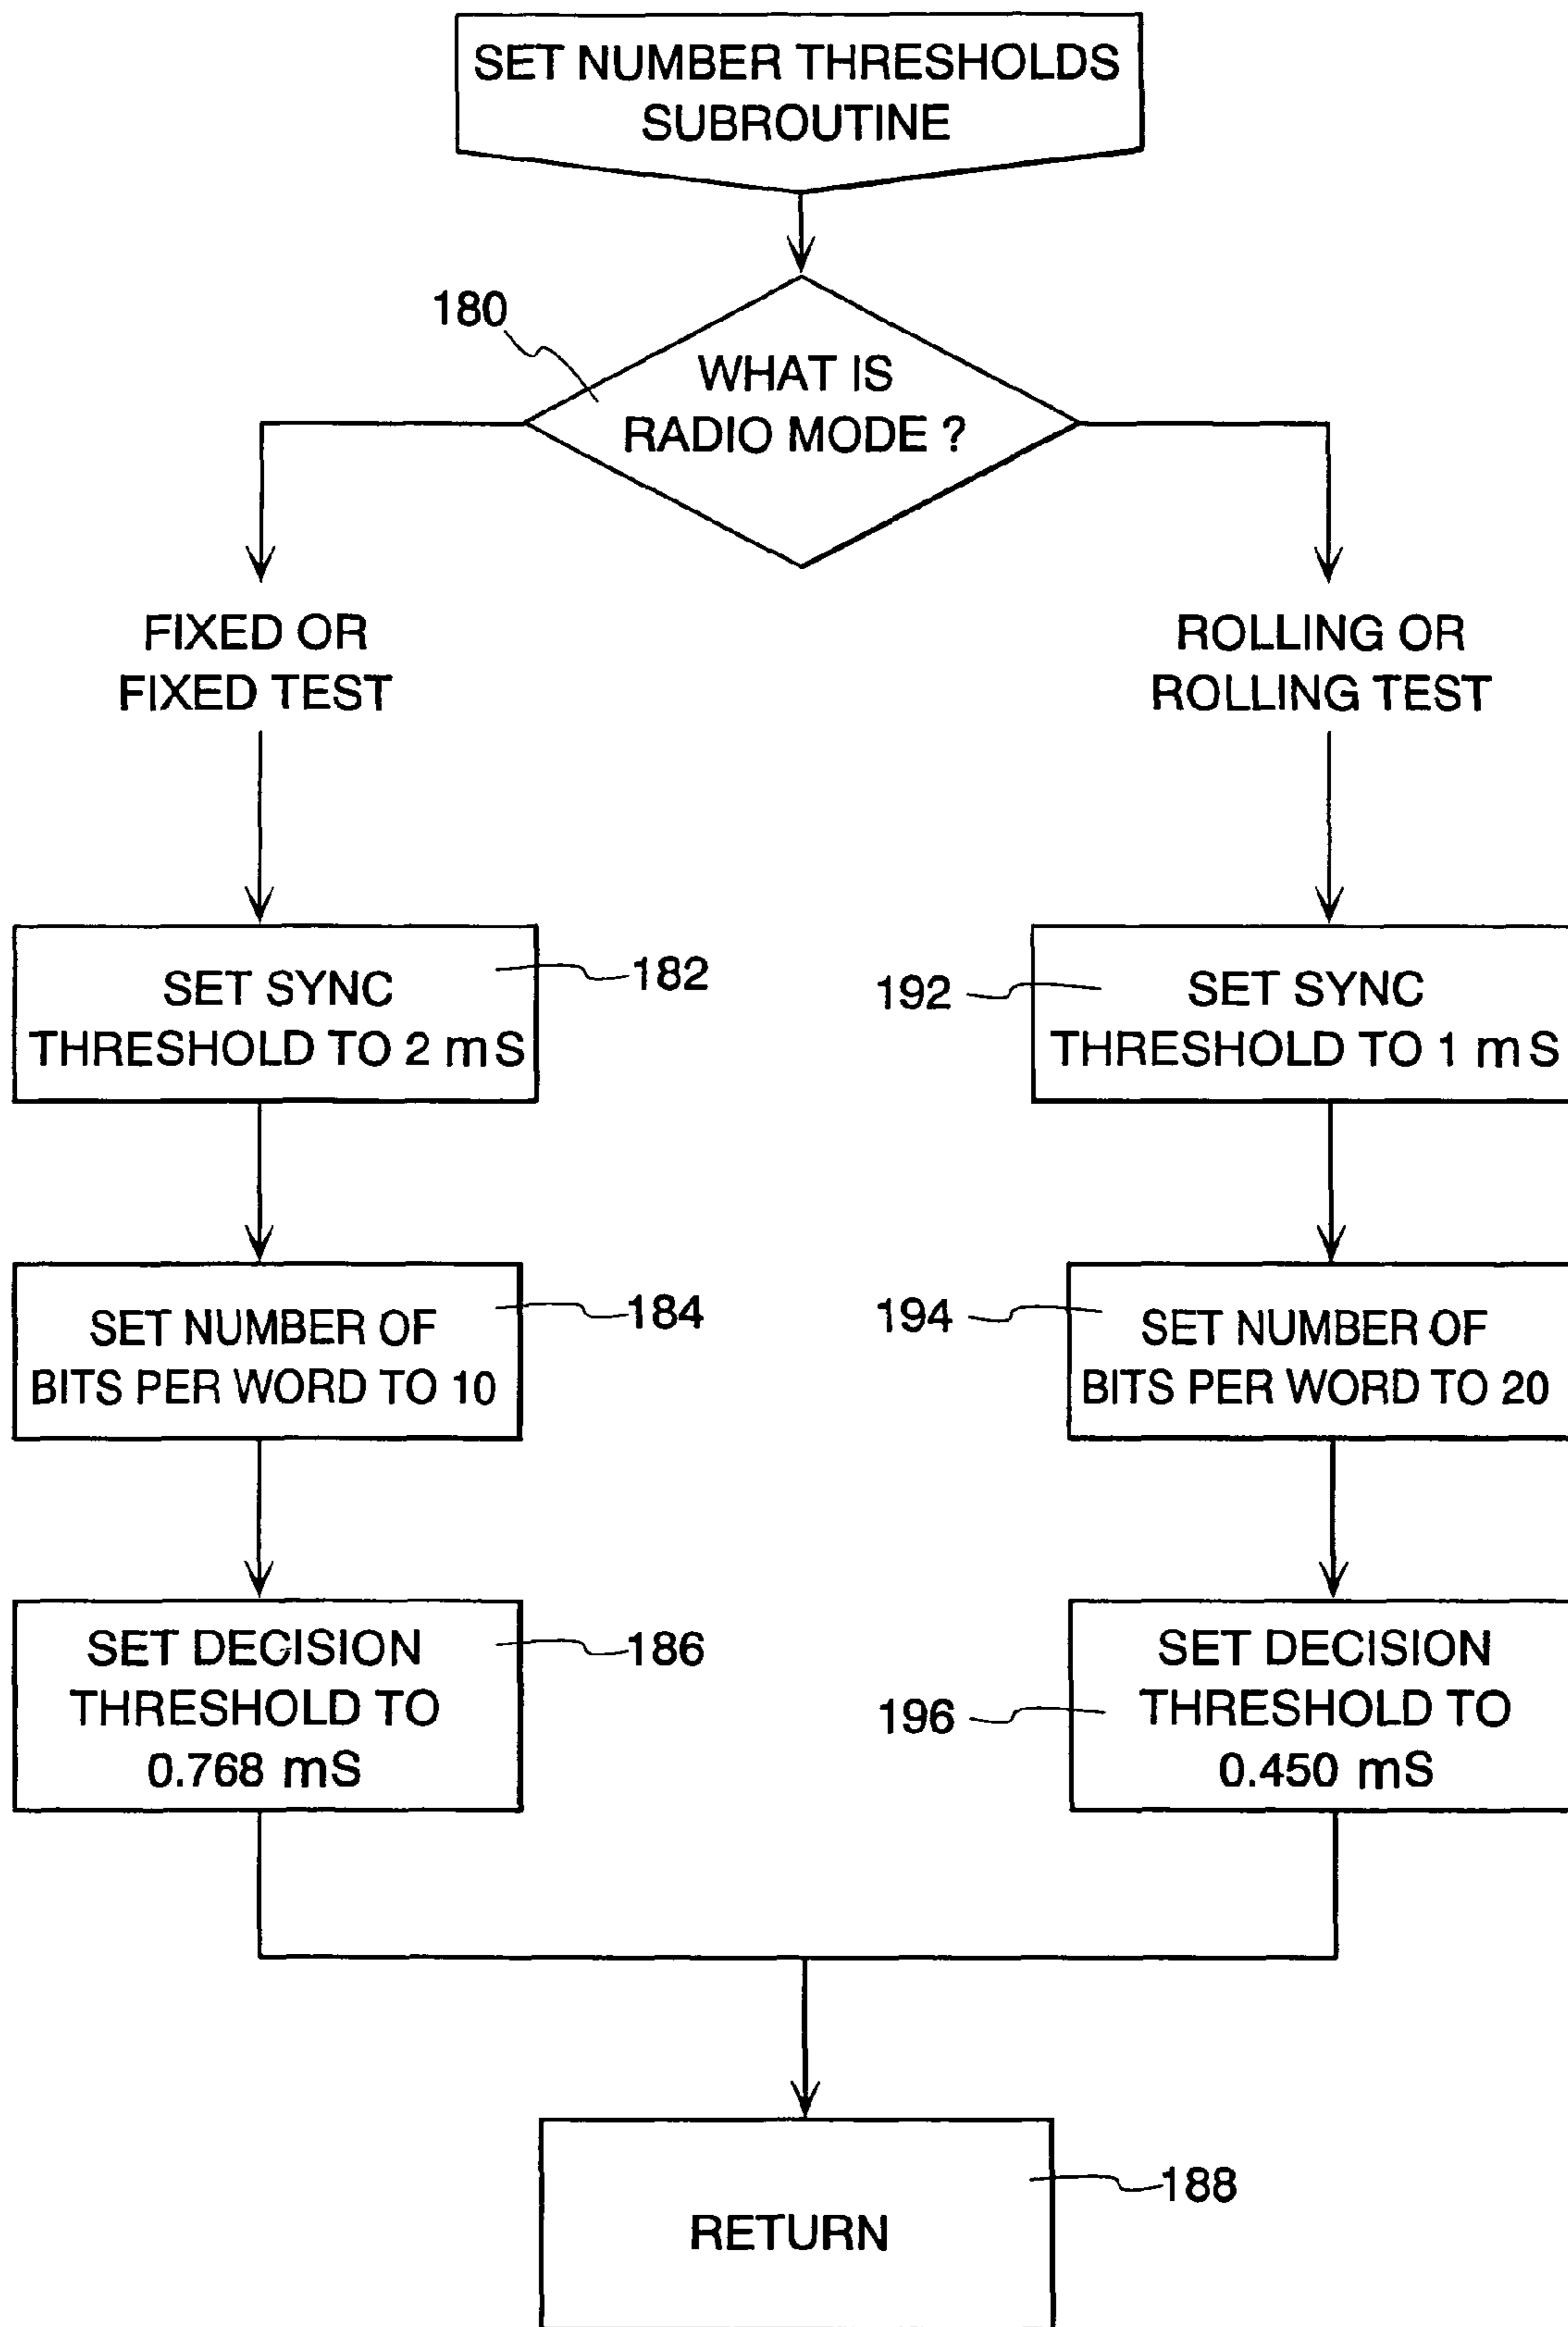 SET NUMBER THRESHOLDS
SUBROUTINE
180
WHAT IS
RADIO MODE ?
FIXED OR
FIXED TEST
ROLLING OR
ROLLING TEST
SET SYNC
THRESHOLD TO 2 mS
182
192
SET SYNC
THRESHOLD TO 1 mS
SET NUMBER OF
BITS PER WORD TO 10
184
194
SET NUMBER OF
BITS PER WORD TO 20
SET DECISION
THRESHOLD TO
0.768 mS
186
196
SET DECISION
THRESHOLD TO
0.450 mS
188
RETURN